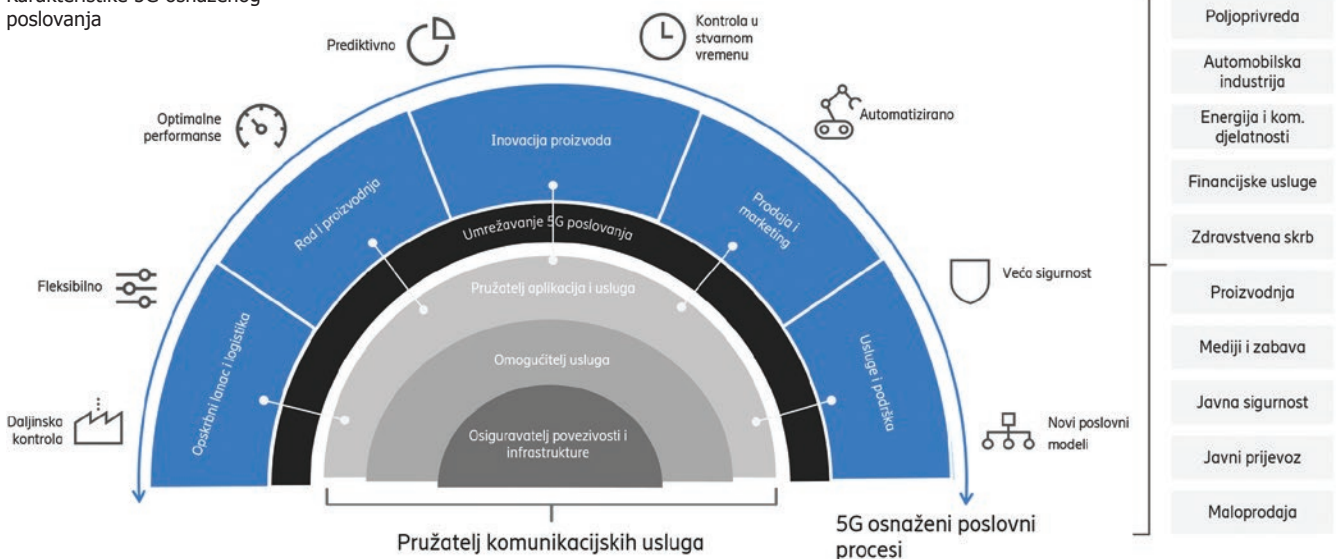 Karakteristike 5G osnaženog
poslovanja
Prediktivno
Kontrola u
stvarnom
vremenu
Optimalne
performanse
Automatizirano
Fleksibilno
Veća sigurnost
Daljinska
kontrola
Novi poslovni
modeli
Inovacija proizvoda
Rad i proizvodnja
Prodaja i
marketing
Opskrbni lanac i logistika
Usluge i podrška
Umrežavanje 5G poslovanja
Pružatelj aplikacija i usluga
Omogućitelj usluga
Osiguravatelj povezivosti i
infrastrukture
Pružatelj komunikacijskih usluga
5G osnaženi poslovni
procesi
Poljoprivreda
Automobilska
industrija
Energija i kom.
djelatnosti
Financijske usluge
Zdravstvena skrb
Proizvodnja
Mediji i zabava
Javna sigurnost
Javni prijevoz
Maloprodaja